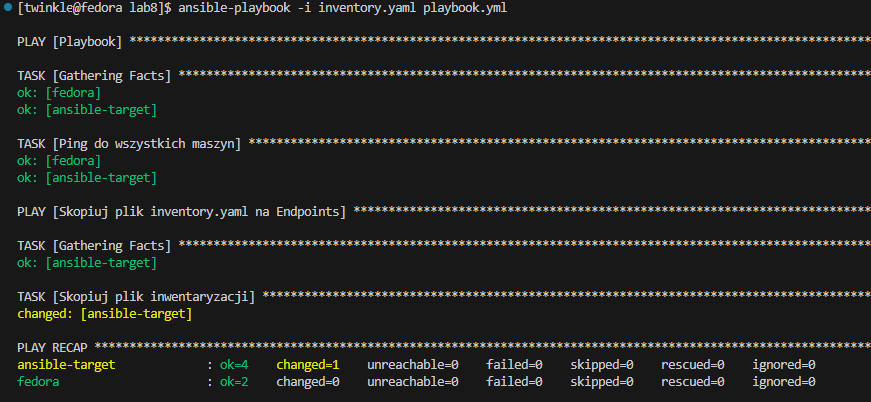 [twinkle@fedora lab8]$ ansible-playbook -i inventory.yaml playbook.yml
PLAY [Playbook] **********************************************************************************************************
TASK [Gathering Facts] ***************************************************************************************************
ok: [fedora]
ok: [ansible-target]
TASK [Ping do wszystkich maszyn] *****************************************************************************************
ok: [fedora]
ok: [ansible-target]
PLAY [Skopiuj plik inventory.yaml na Endpoints] **************************************************************************
TASK [Gathering Facts] ***************************************************************************************************
ok: [ansible-target]
TASK [Skopiuj plik inwentaryzacji] ***************************************************************************************
changed: [ansible-target]
PLAY RECAP ***************************************************************************************************************
ansible-target             : ok=4    changed=1    unreachable=0    failed=0    skipped=0    rescued=0    ignored=0
fedora                     : ok=2    changed=0    unreachable=0    failed=0    skipped=0    rescued=0    ignored=0